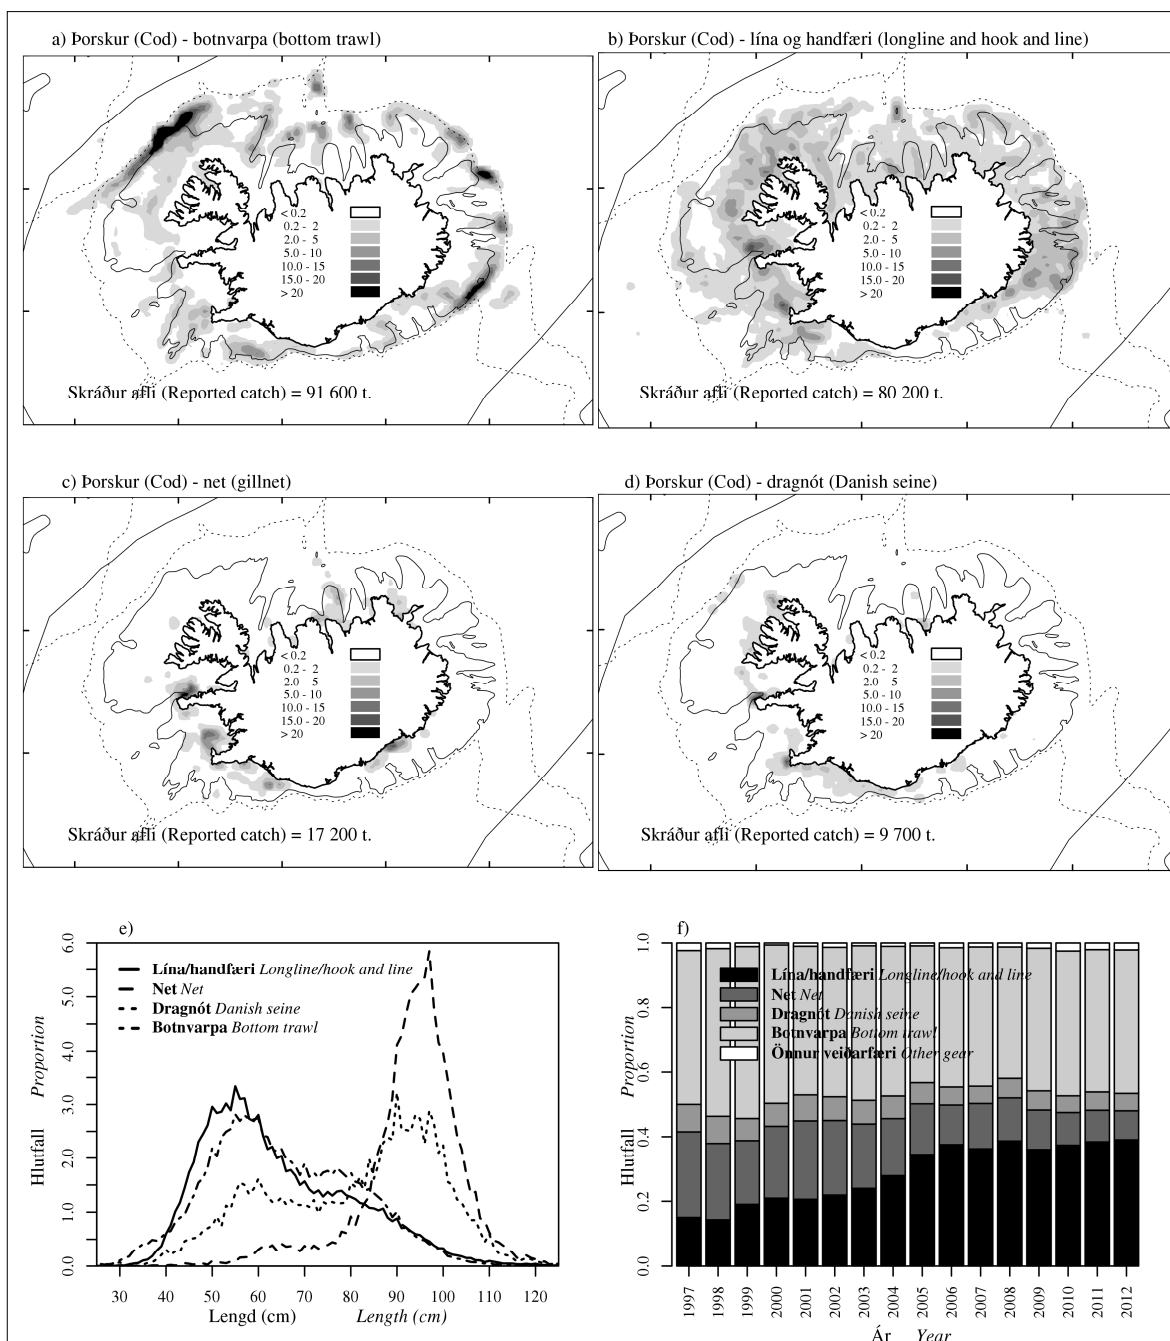 a) Þorskur (Cod) - botnvarpa (bottom trawl)
< 0.2
0.2 - 2
2.0 - 5
5.0 - 10
10.0 - 15
15.0 - 20
> 20
Skráður afli (Reported catch) = 91 600 t.
b) Þorskur (Cod) - lína og handfæri (longline and hook and line)
< 0.2
0.2 - 2
2.0 - 5
5.0 - 10
10.0 - 15
15.0 - 20
> 20
Skráður afli (Reported catch) = 80 200 t.
c) Þorskur (Cod) - net (gillnet)
< 0.2
0.2 - 2
2.0 5
5.0 - 10
10.0 - 15
15.0 - 20
> 20
Skráður afli (Reported catch) = 17 200 t.
d) Þorskur (Cod) - dragnót (Danish seine)
< 0.2
0.2 - 2
2.0 5
5.0 - 10
10.0 - 15
15.0 - 20
> 20
Skráður afli (Reported catch) = 9 700 t.
e)
Hlutfall Proportion
0.0 1.0 2.0 3.0 4.0 5.0 6.0
Lína/handfæri Longline/hook and line
Net Net
Dragnót Danish seine
Botnvarpa Bottom trawl
30 40 50 60 70 80 90 100 110 120
Lengd (cm) Length (cm)
f)
Hlutfall Proportion
0.0 0.2 0.4 0.6 0.8 1.0
Lína/handfæri Longline/hook and line
Net Net
Dragnót Danish seine
Botnvarpa Bottom trawl
Önnur veiðarfæri Other gear
1997 1998 1999 2000 2001 2002 2003 2004 2005 2006 2007 2008 2009 2010 2011 2012
Ár Year